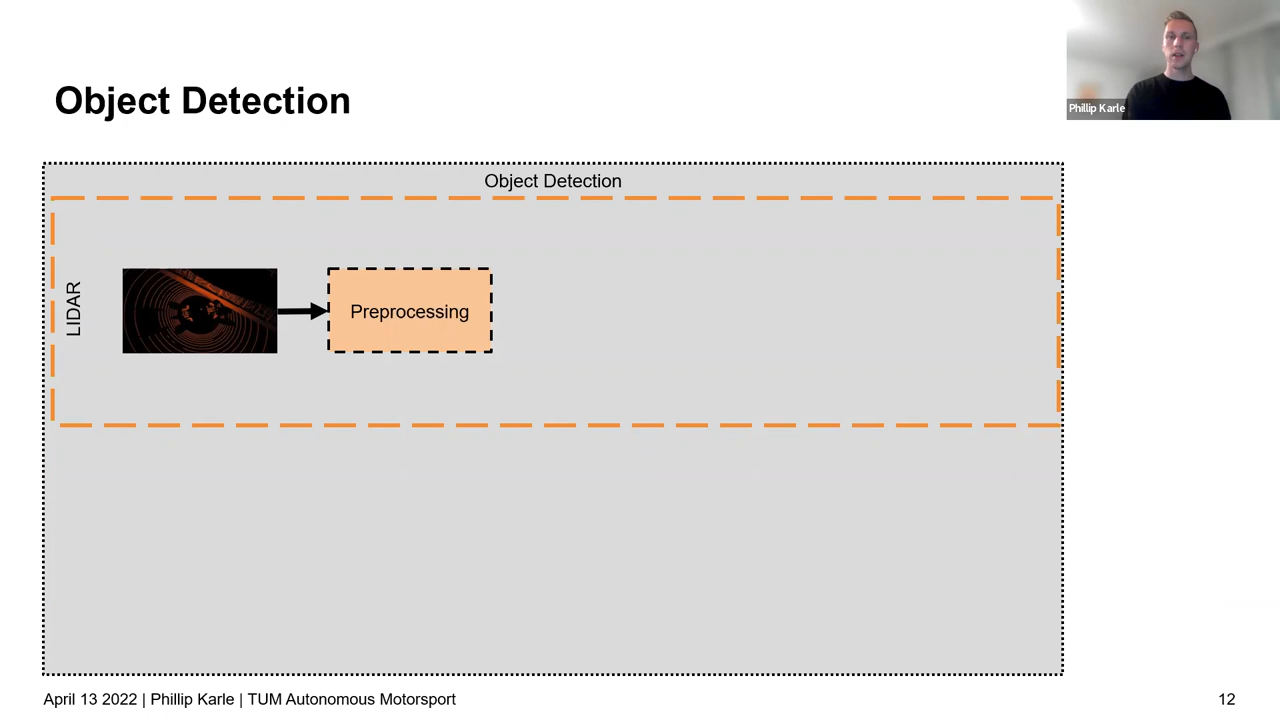 Phillip Karle
Object Detection
Object Detection
LIDAR
Preprocessing
April 13 2022 | Phillip Karle | TUM Autonomous Motorsport
12